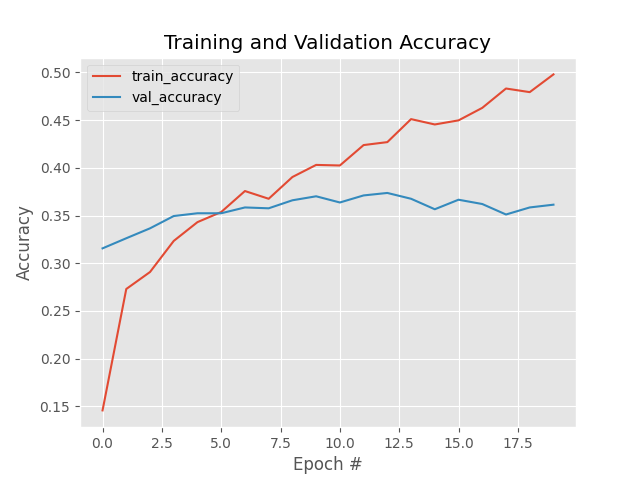 Training and Validation Accuracy
train_accuracy
val_accuracy
0.50
0.45
0.40
0.35
0.30
0.25
0.20
0.15
Accuracy
0.0 2.5 5.0 7.5 10.0 12.5 15.0 17.5
Epoch #